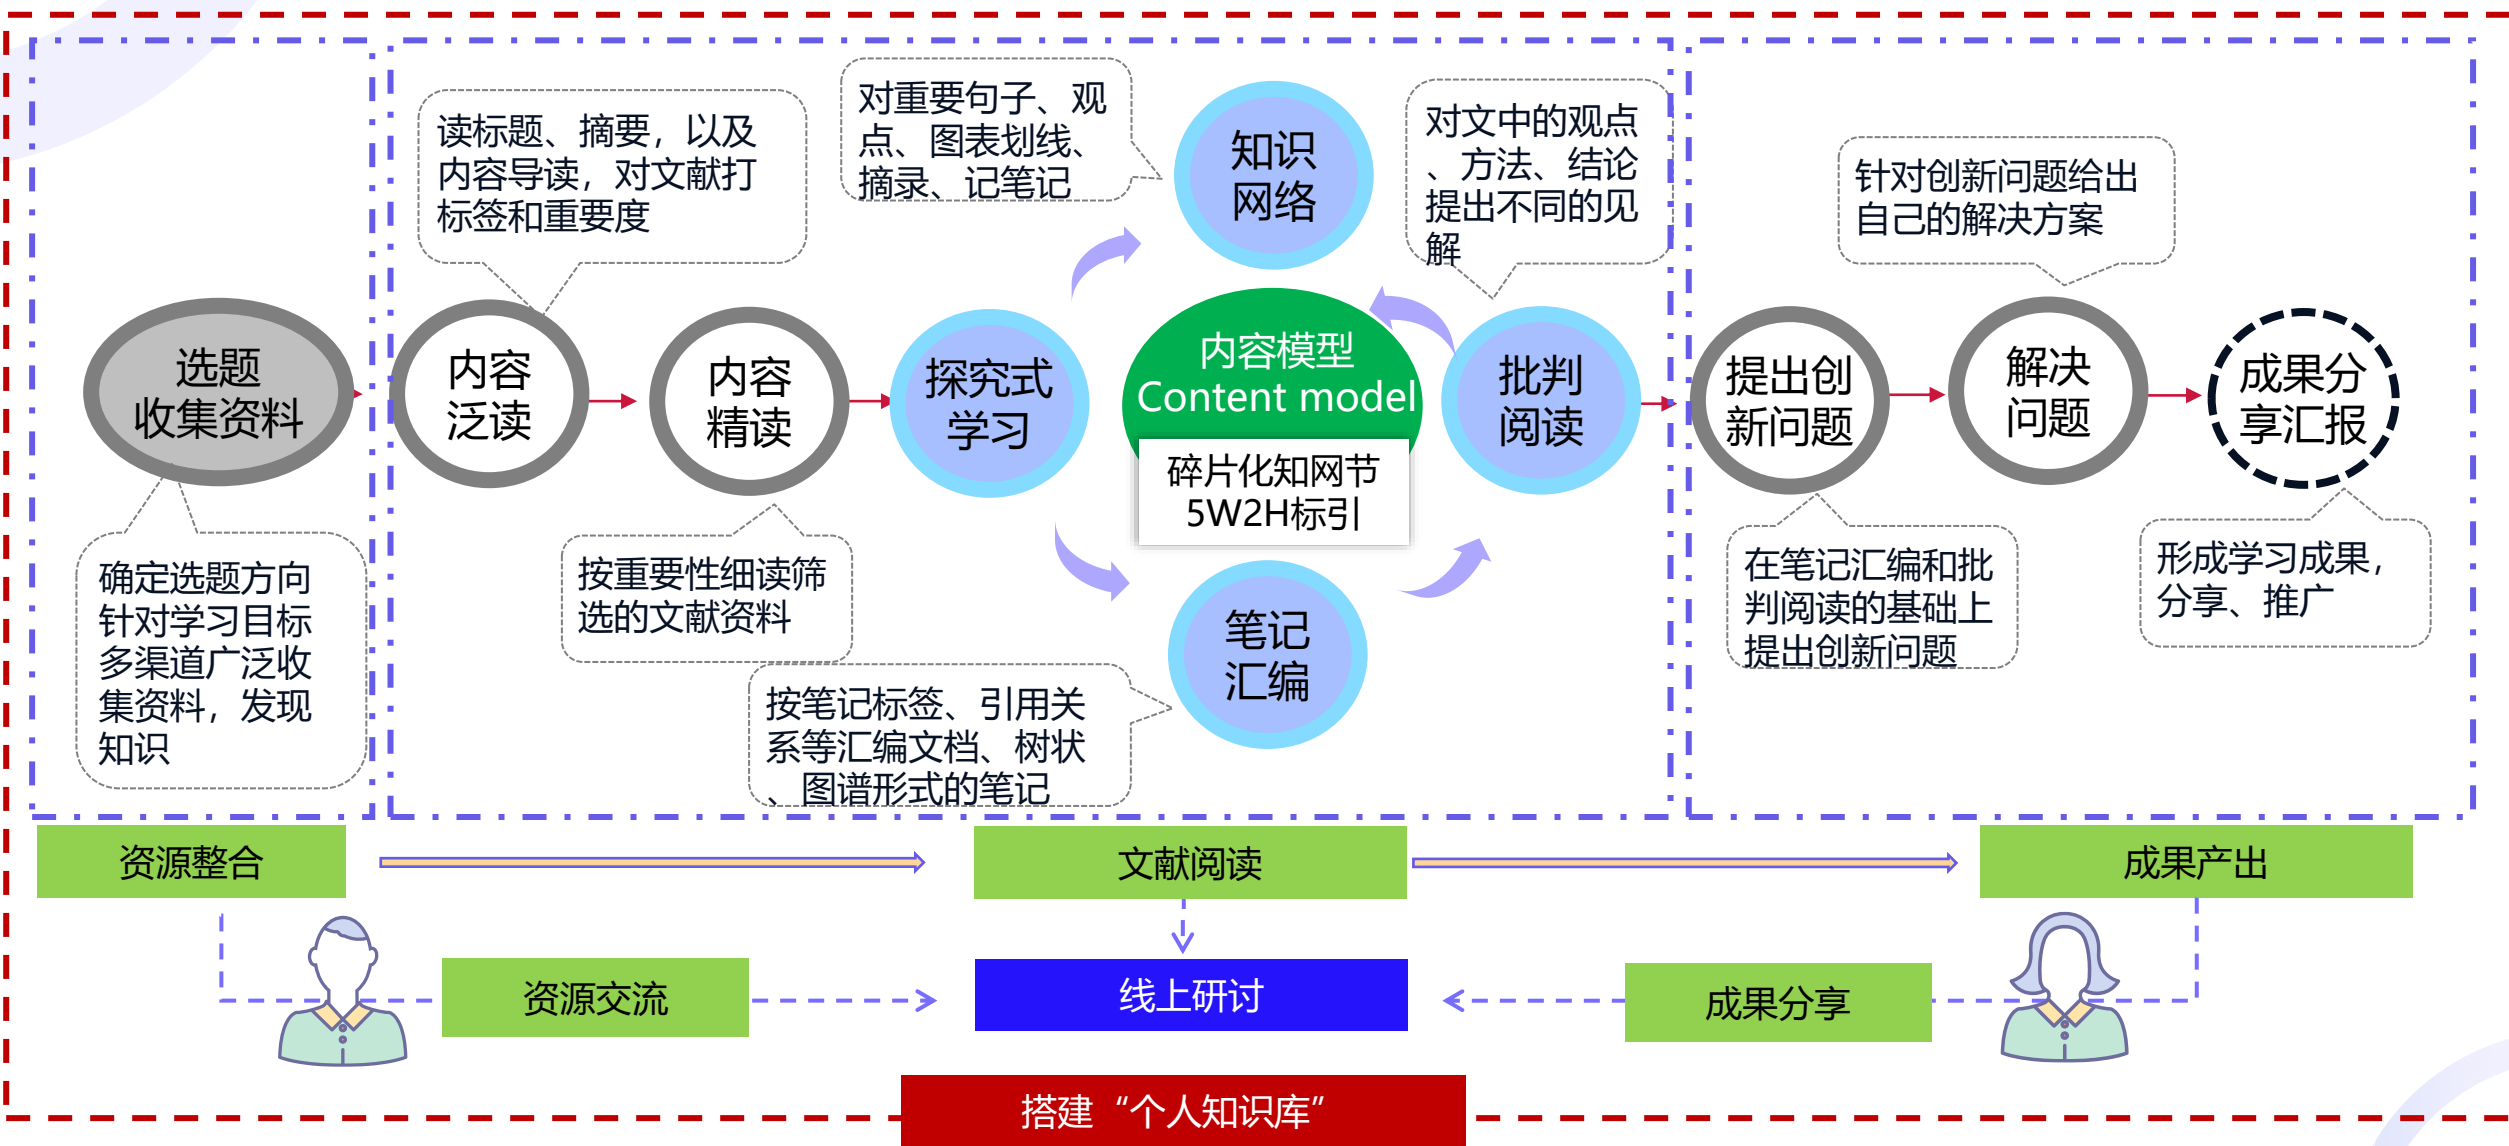 读标题、摘要，以及
内容导读，对文献打
标签和重要度
对重要句子、观
点、图表划线、
摘录、记笔记
知识
网络
对文中的观点
、方法、结论
提出不同的见
解
针对创新问题给出
自己的解决方案
选题
收集资料
内容
泛读
内容
精读
探究式
学习
内容模型
Content model
碎片化知网节
5W2H标引
批判
阅读
提出创
新问题
解决
问题
成果分
享汇报
确定选题方向
针对学习目标
多渠道广泛收
集资料，发现
知识
按重要性细读筛
选的文献资料
按笔记标签、引用关
系等汇编文档、树状
、图谱形式的笔记
笔记
汇编
在笔记汇编和批
判阅读的基础上
提出创新问题
形成学习成果，
分享、推广
资源整合
文献阅读
成果产出
资源交流
线上研讨
成果分享
搭建“个人知识库”